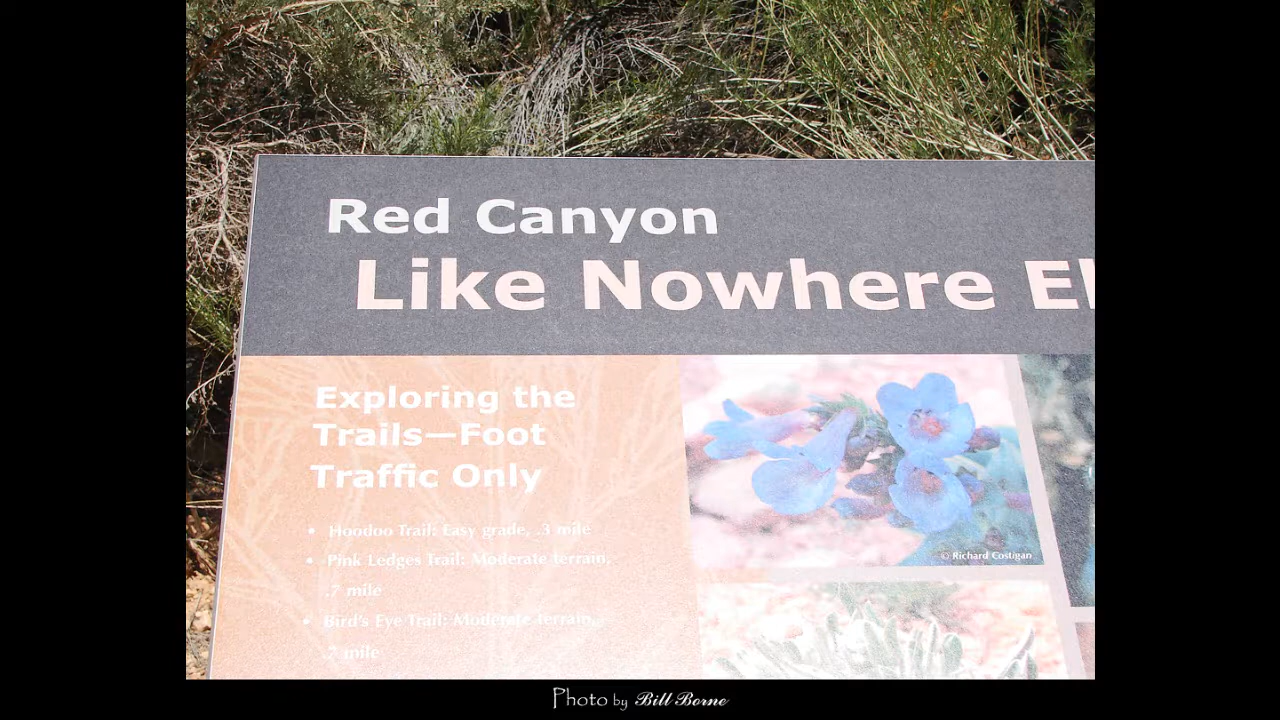 Red Canyon
Like Nowhere El
Exploring the
Trails—Foot
Traffic Only
• Hoodoo Trail: Easy grade, .3 mile
• Pink Ledges Trail: Moderate terrain,
.7 mile
• Bird's Eye Trail: Moderate terrain,
.7 mile
© Richard Costigan
Photo by Bill Borne